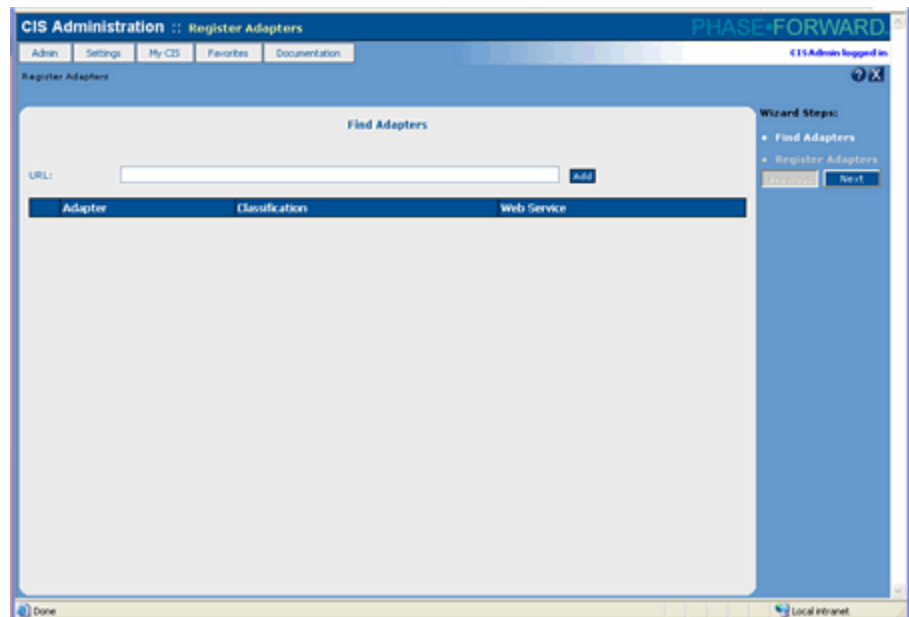 CIS Administration :: Register Adapters
PHASE•FORWARD.
Admin Settings My CIS Favorites Documentation
CISAdmin logged in
Register Adapters
? X
Find Adapters
URL:
Add
Adapter Classification Web Service
Wizard Steps:
• Find Adapters
• Register Adapters
Previous Next
Done
Local intranet